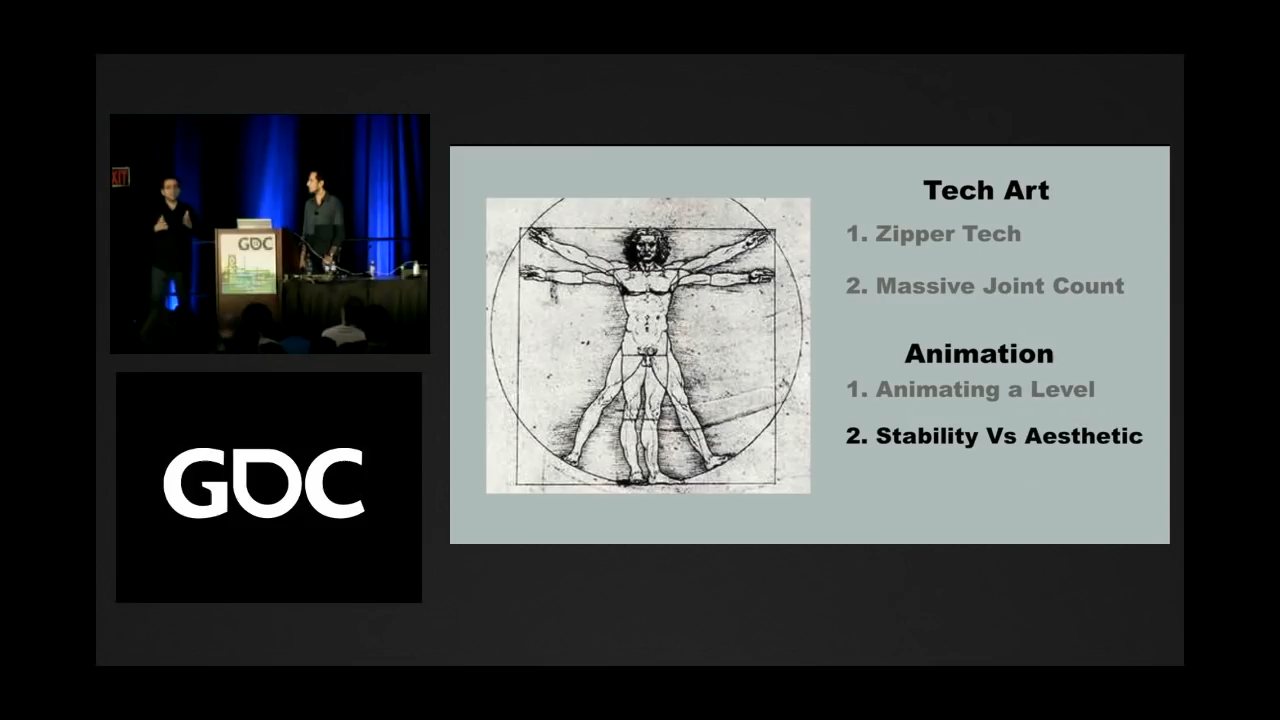 EXIT
GDC
GDC
Tech Art
1. Zipper Tech
2. Massive Joint Count
Animation
1. Animating a Level
2. Stability Vs Aesthetic